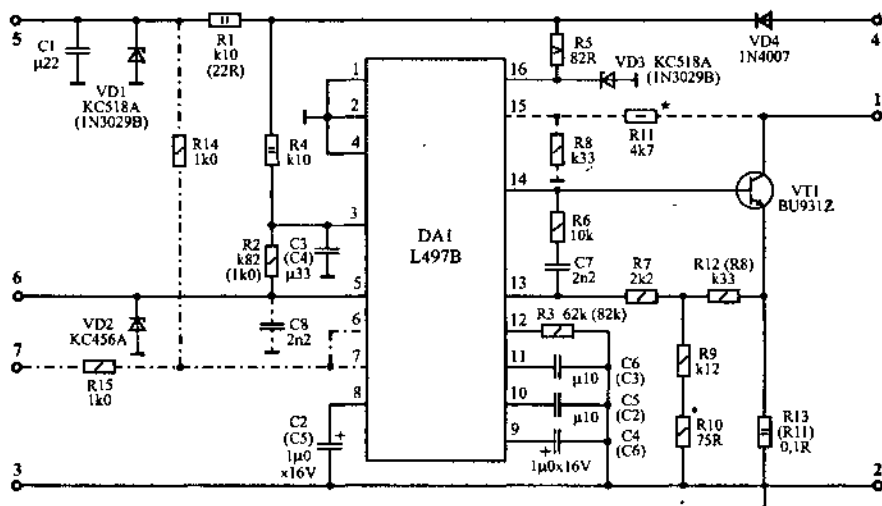 5
C1
µ22
VD1
КС518А
(1N3029B)
R1
k10
(22R)
R14
1k0
R4
k10
R2
k82
(1k0)
C3
(C4)
µ33
6
VD2
КС456А
C8
2n2
7
R15
1k0
C2
(C5)
1µ0
×16V
+
3
1
2
4
3
5
6
7
8
DA1
L497B
16
15
14
13
12
11
10
9
R5
82R
VD3 КС518А
(1N3029B)
VD4
1N4007
4
1
R11
4k7
*
R8
k33
VT1
BU931Z
R6
10k
C7
2n2
R7
2k2
R12 (R8)
k33
R3 62k (82k)
µ10
C6
(C3)
µ10
C5
(C2)
+
1µ0x16V
C4
(C6)
R9
k12
R10
75R
R13
(R11)
0,1R
2